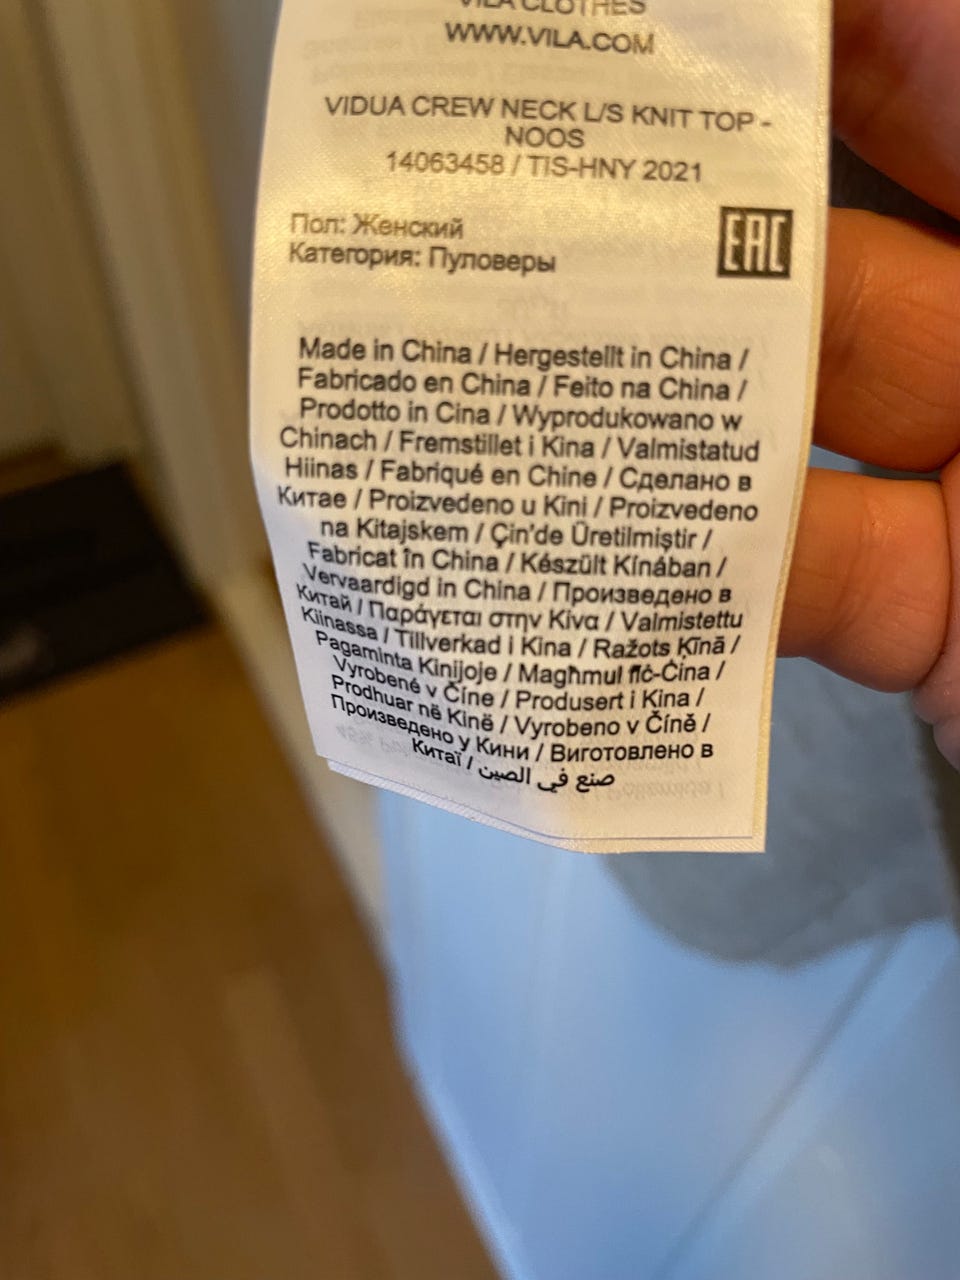 VILA CLOTHES
WWW.VILA.COM
VIDUA CREW NECK L/S KNIT TOP -
NOOS
14063458 / TIS-HNY 2021
Пол: Женский
Категория: Пуловеры
EAC
Made in China / Hergestellt in China /
Fabricado en China / Feito na China /
Prodotto in Cina / Wyprodukowano w
Chinach / Fremstillet i Kina / Valmistatud
Hiinas / Fabriqué en Chine / Сделано в
Китае / Proizvedeno u Kini / Proizvedeno
na Kitajskem / Çin'de Üretilmiştir /
Fabricat în China / Készült Kínában /
Vervaardigd in China / Произведено в
Китай / Παράγεται στην Κίνα / Valmistettu
Kiinassa / Tillverkad i Kina / Ražots Ķīnā /
Pagaminta Kinijoje / Magħmul fiċ-Ċina /
Vyrobené v Číne / Produsert i Kina /
Prodhuar në Kinë / Vyrobeno v Číně /
Произведено у Кини / Виготовлено в
Китаї / صنع في الصين